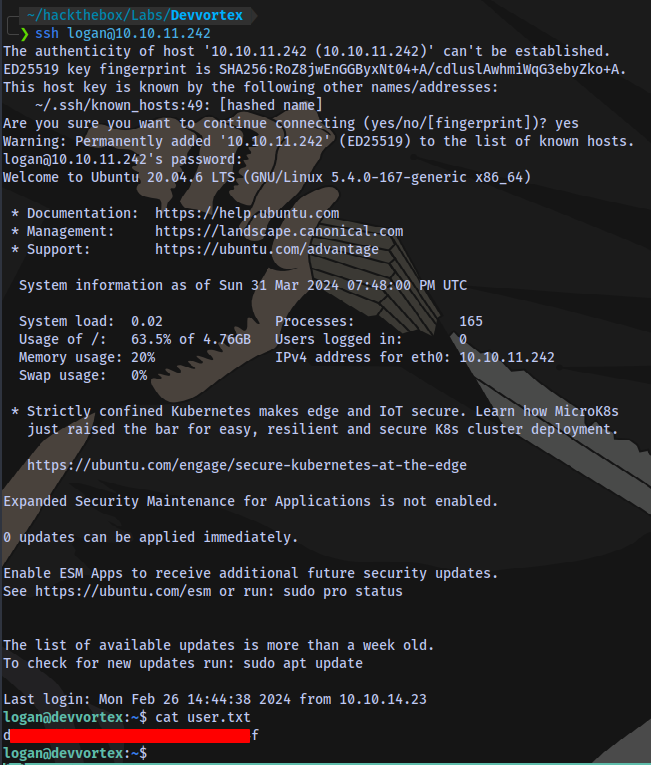 ~/hackthebox/Labs/Devvortex
❯ ssh logan@10.10.11.242
The authenticity of host '10.10.11.242 (10.10.11.242)' can't be established.
ED25519 key fingerprint is SHA256:RoZ8jwEnGGByxNt04+A/cdluslAwhmiWqG3ebyZko+A.
This host key is known by the following other names/addresses:
    ~/.ssh/known_hosts:49: [hashed name]
Are you sure you want to continue connecting (yes/no/[fingerprint])? yes
Warning: Permanently added '10.10.11.242' (ED25519) to the list of known hosts.
logan@10.10.11.242's password:
Welcome to Ubuntu 20.04.6 LTS (GNU/Linux 5.4.0-167-generic x86_64)
 * Documentation:  https://help.ubuntu.com
 * Management:     https://landscape.canonical.com
 * Support:        https://ubuntu.com/advantage
  System information as of Sun 31 Mar 2024 07:48:00 PM UTC
  System load:  0.02              Processes:             165
  Usage of /:   63.5% of 4.76GB   Users logged in:       0
  Memory usage: 20%               IPv4 address for eth0: 10.10.11.242
  Swap usage:   0%
 * Strictly confined Kubernetes makes edge and IoT secure. Learn how MicroK8s
   just raised the bar for easy, resilient and secure K8s cluster deployment.
   https://ubuntu.com/engage/secure-kubernetes-at-the-edge
Expanded Security Maintenance for Applications is not enabled.
0 updates can be applied immediately.
Enable ESM Apps to receive additional future security updates.
See https://ubuntu.com/esm or run: sudo pro status
The list of available updates is more than a week old.
To check for new updates run: sudo apt update
Last login: Mon Feb 26 14:44:38 2024 from 10.10.14.23
logan@devvortex:~$ cat user.txt
d f
logan@devvortex:~$